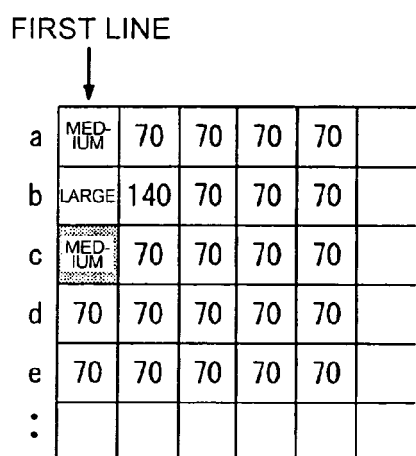 FIRST LINE
a MED-IUM 70 70 70 70
b LARGE 140 70 70 70
c MED-IUM 70 70 70 70
d 70 70 70 70 70
e 70 70 70 70 70
: